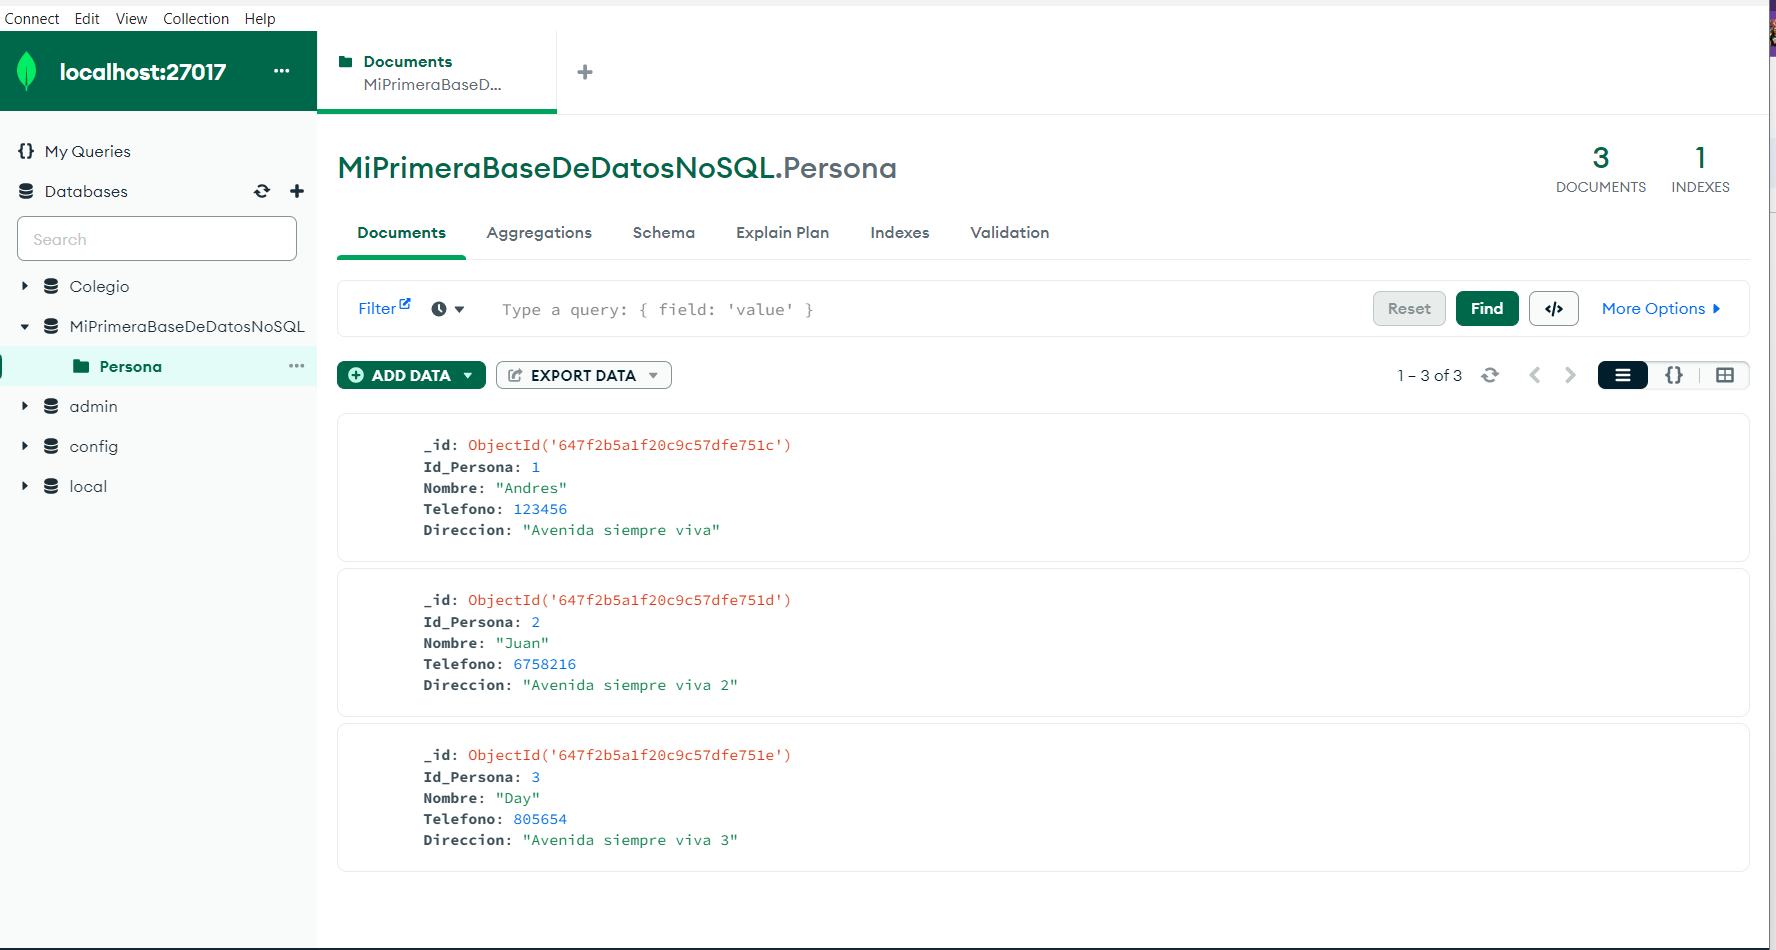 Connect Edit View Collection Help
localhost:27017 ...
Documents
MiPrimeraBaseD...
My Queries
Databases
Search
Colegio
MiPrimeraBaseDeDatosNoSQL
Persona
admin
config
local
MiPrimeraBaseDeDatosNoSQL.Persona
3
DOCUMENTS
1
INDEXES
Documents Aggregations Schema Explain Plan Indexes Validation
Filter Type a query: { field: 'value' } Reset Find </> More Options
ADD DATA EXPORT DATA 1 – 3 of 3 {}
_id: ObjectId('647f2b5a1f20c9c57dfe751c')
Id_Persona: 1
Nombre: "Andres"
Telefono: 123456
Direccion: "Avenida siempre viva"
_id: ObjectId('647f2b5a1f20c9c57dfe751d')
Id_Persona: 2
Nombre: "Juan"
Telefono: 6758216
Direccion: "Avenida siempre viva 2"
_id: ObjectId('647f2b5a1f20c9c57dfe751e')
Id_Persona: 3
Nombre: "Day"
Telefono: 805654
Direccion: "Avenida siempre viva 3"